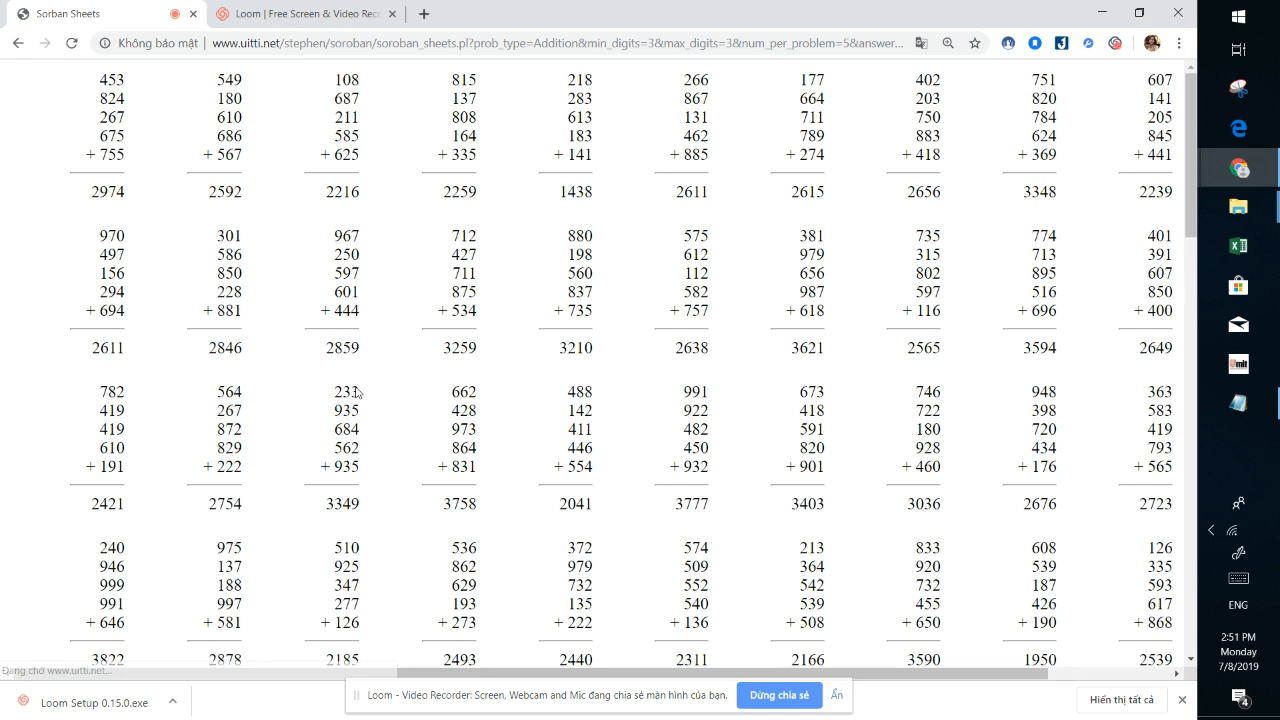 Sorban Sheets
Loom | Free Screen & Video Reco
Không bảo mật | www.uitti.net/stephen/soroban/soroban_sheets.pl?prob_type=Addition&min_digits=3&max_digits=3&num_per_problem=5&answer...
453 549 108 815 218 266 177 402 751 607
824 180 687 137 283 867 664 203 820 141
267 610 211 808 613 131 711 750 784 205
675 686 585 164 183 462 789 883 624 845
+ 755 + 567 + 625 + 335 + 141 + 885 + 274 + 418 + 369 + 441
2974 2592 2216 2259 1438 2611 2615 2656 3348 2239
970 301 967 712 880 575 381 735 774 401
497 586 250 427 198 612 979 315 713 391
156 850 597 711 560 112 656 802 895 607
294 228 601 875 837 582 987 597 516 850
+ 694 + 881 + 444 + 534 + 735 + 757 + 618 + 116 + 696 + 400
2611 2846 2859 3259 3210 2638 3621 2565 3594 2649
782 564 233 662 488 991 673 746 948 363
419 267 935 428 142 922 418 722 398 583
419 872 684 973 411 482 591 180 720 419
610 829 562 864 446 450 820 928 434 793
+ 191 + 222 + 935 + 831 + 554 + 932 + 901 + 460 + 176 + 565
2421 2754 3349 3758 2041 3777 3403 3036 2676 2723
240 975 510 536 372 574 213 833 608 126
946 137 925 862 979 509 364 920 539 335
999 188 347 629 732 552 542 732 187 593
991 997 277 193 135 540 539 455 426 617
+ 646 + 581 + 126 + 273 + 222 + 136 + 508 + 650 + 190 + 868
3822 2878 2185 2493 2440 2311 2166 3590 1950 2539
Đang chờ www.uitti.net...
Loom - Video Recorder: Screen, Webcam and Mic đang chia sẻ màn hình của bạn.
Dừng chia sẻ
Ẩn
Loom Setup 0.15.0.exe
Hiển thị tất cả
ENG
2:51 PM
Monday
7/8/2019
4